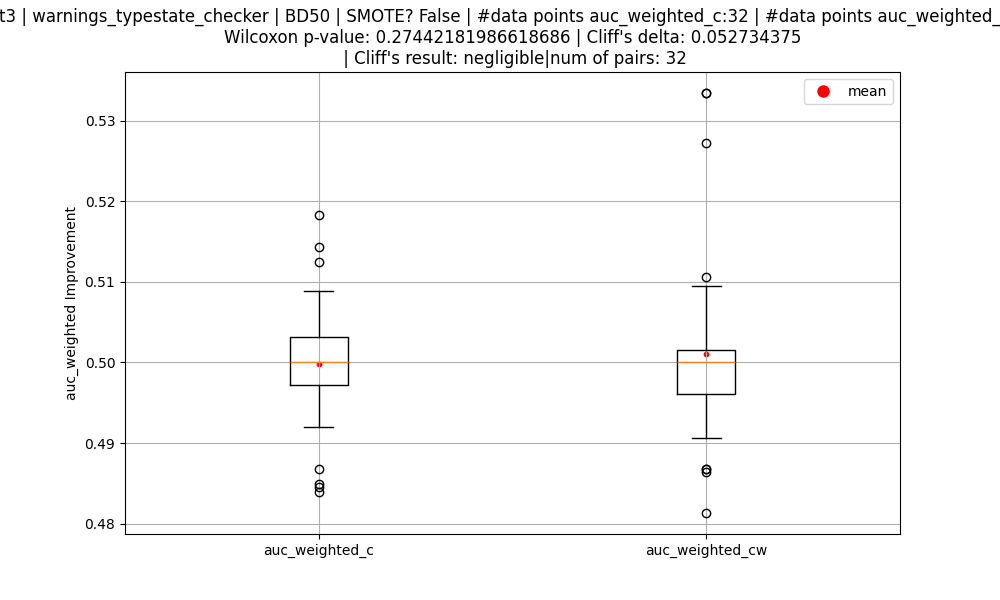 t3 | warnings_typestate_checker | BD50 | SMOTE? False | #data points auc_weighted_c:32 | #data points auc_weighted_
Wilcoxon p-value: 0.27442181986618686 | Cliff's delta: 0.052734375
| Cliff's result: negligible|num of pairs: 32
mean
0.53
0.52
0.51
0.50
0.49
0.48
auc_weighted Improvement
auc_weighted_c
auc_weighted_cw